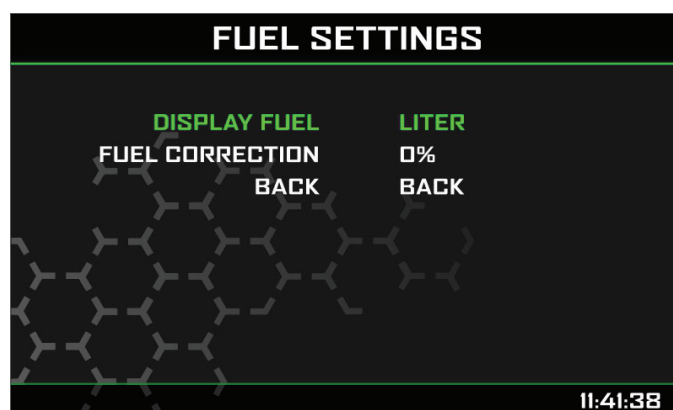 FUEL SETTINGS
DISPLAY FUEL LITER
FUEL CORRECTION 0%
BACK BACK
11:41:38